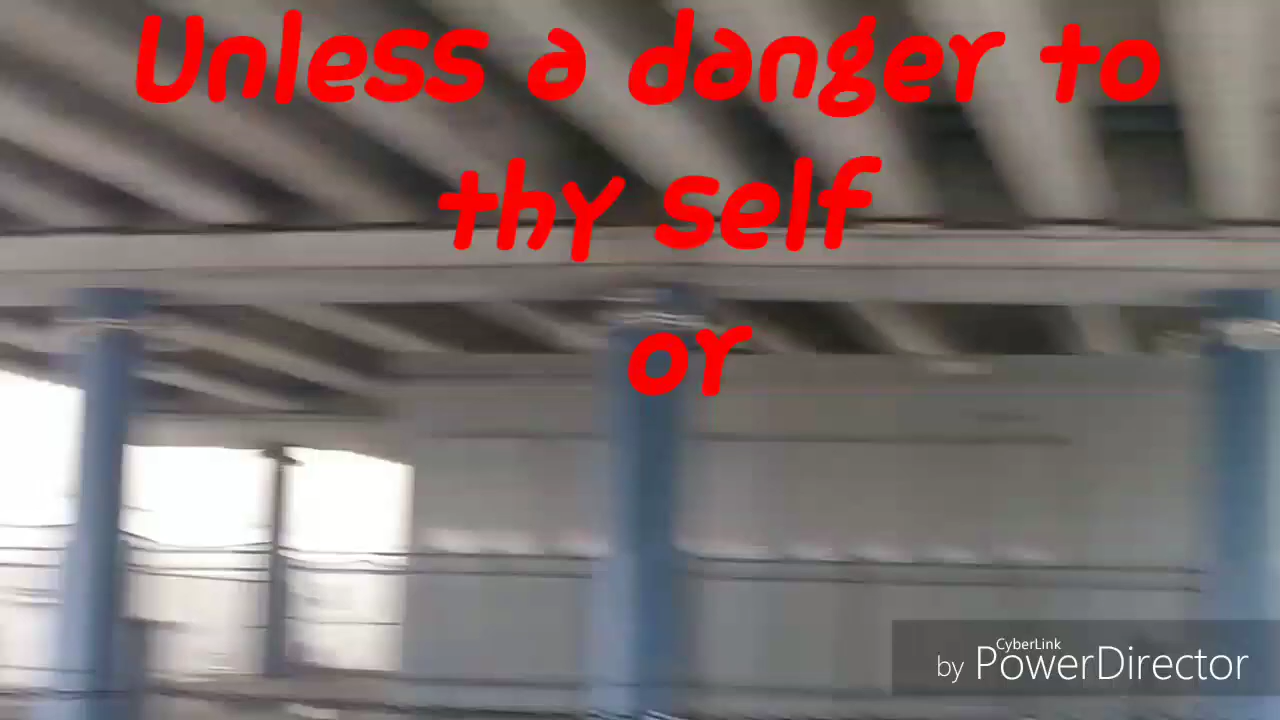 Unless a danger to
thy self
or
CyberLink
by PowerDirector